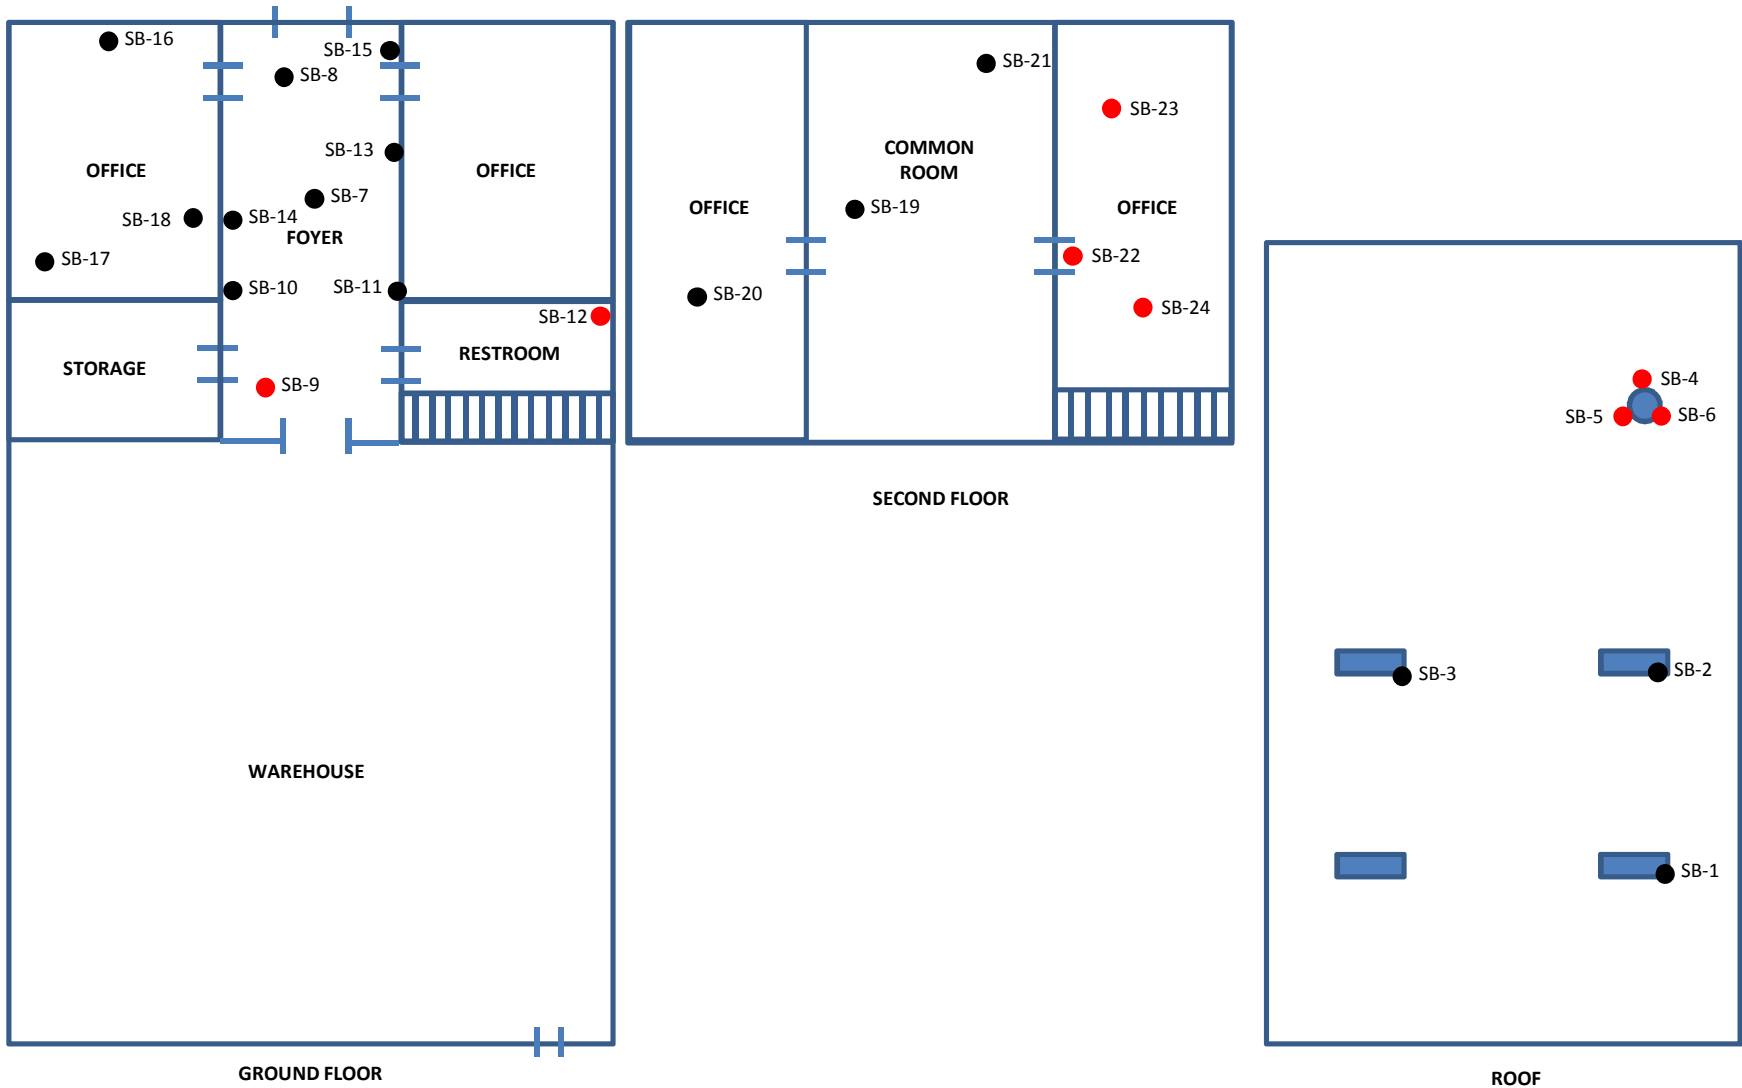 SB-16
SB-15
SB-8
SB-13
OFFICE
OFFICE
SB-7
SB-18
SB-14
FOYER
SB-17
SB-10
SB-11
SB-12
STORAGE
RESTROOM
SB-9
WAREHOUSE
GROUND FLOOR
SB-21
SB-23
COMMON
ROOM
OFFICE
SB-19
OFFICE
SB-22
SB-20
SB-24
SECOND FLOOR
SB-4
SB-5
SB-6
SB-3
SB-2
SB-1
ROOF